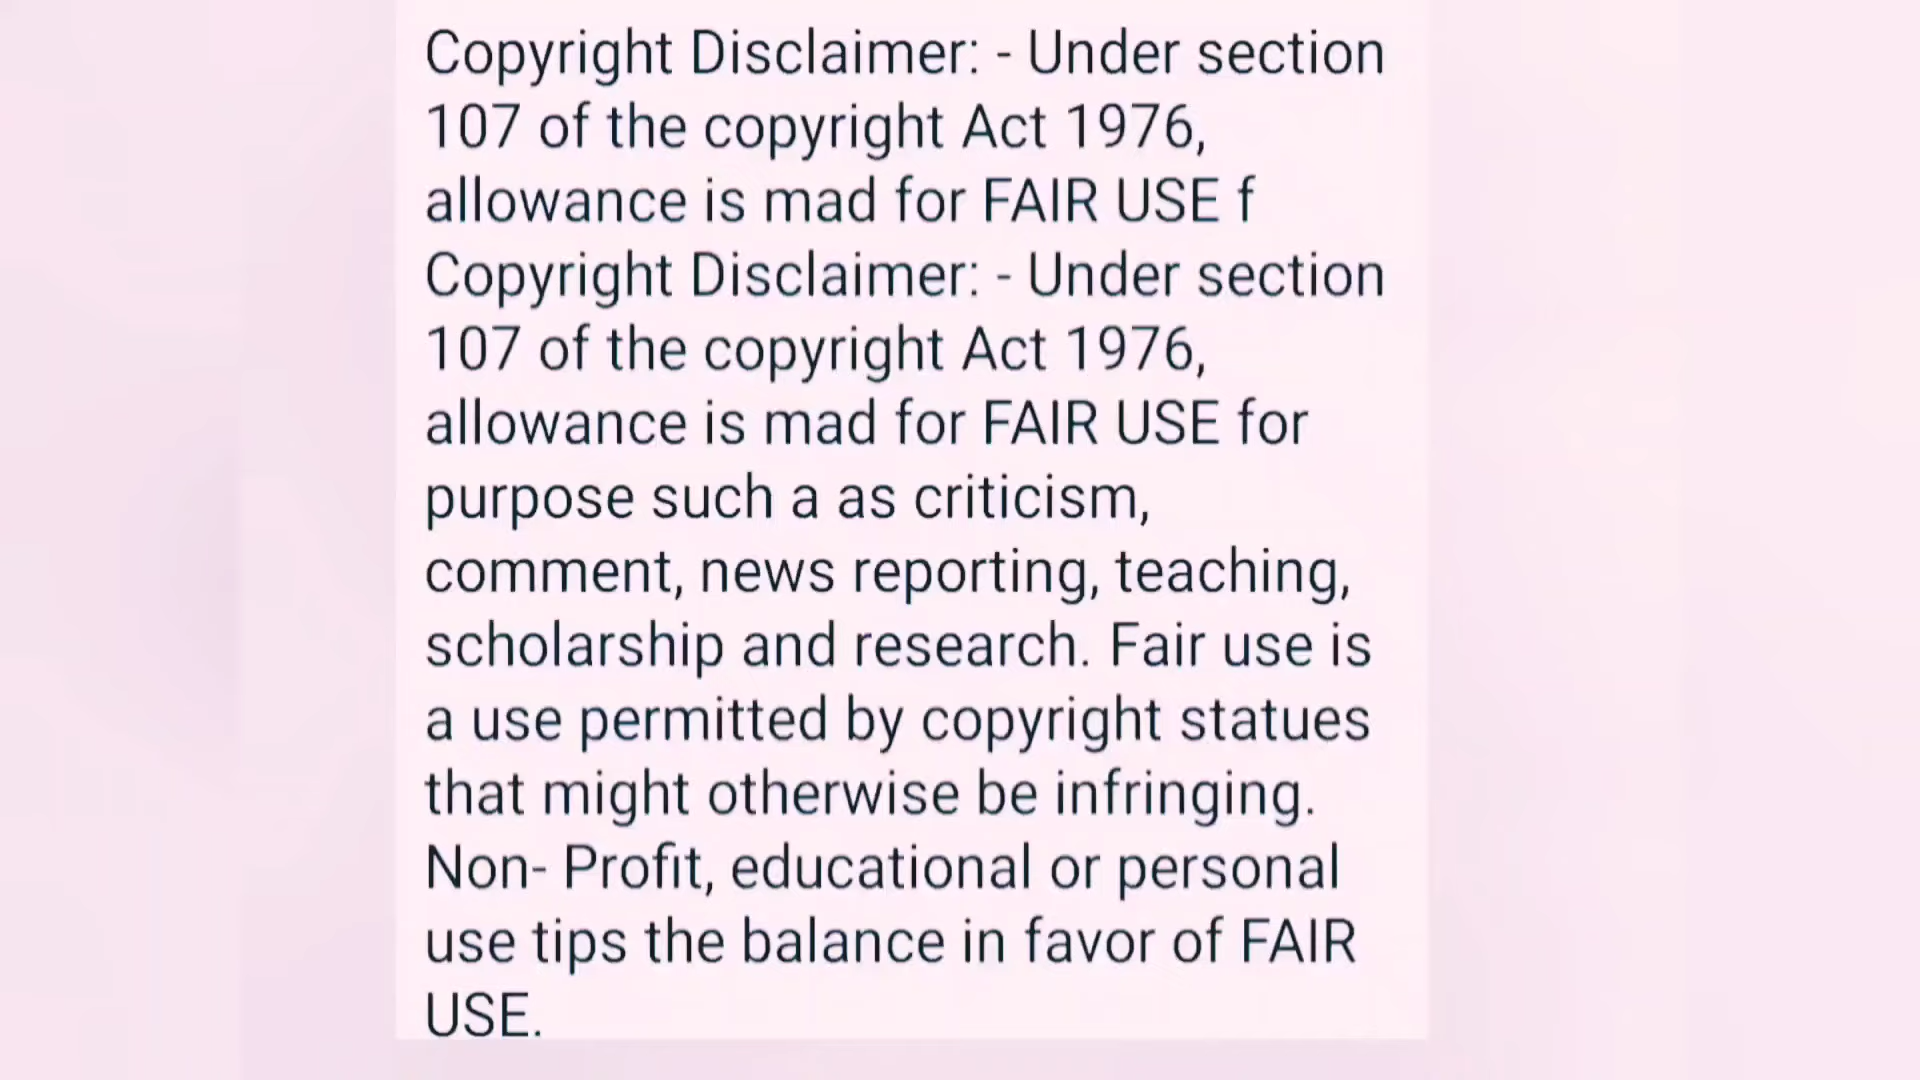 Copyright Disclaimer: - Under section
107 of the copyright Act 1976,
allowance is mad for FAIR USE f
Copyright Disclaimer: - Under section
107 of the copyright Act 1976,
allowance is mad for FAIR USE for
purpose such a as criticism,
comment, news reporting, teaching,
scholarship and research. Fair use is
a use permitted by copyright statues
that might otherwise be infringing.
Non- Profit, educational or personal
use tips the balance in favor of FAIR
USE.